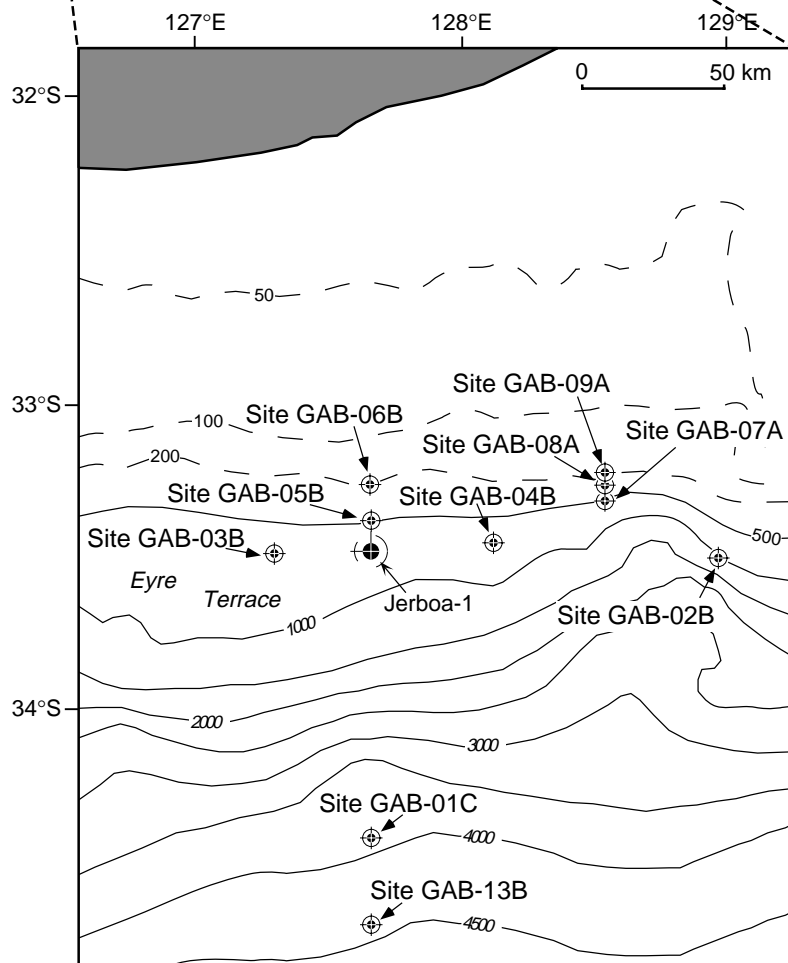 127°E
128°E
129°E
0
50 km
32°S
50
33°S
Site GAB-09A
100
Site GAB-06B
Site GAB-08A
Site GAB-07A
200
Site GAB-05B
Site GAB-04B
500
Site GAB-03B
Eyre
Terrace
Jerboa-1
1000
Site GAB-02B
34°S
2000
3000
Site GAB-01C
4000
Site GAB-13B
4500